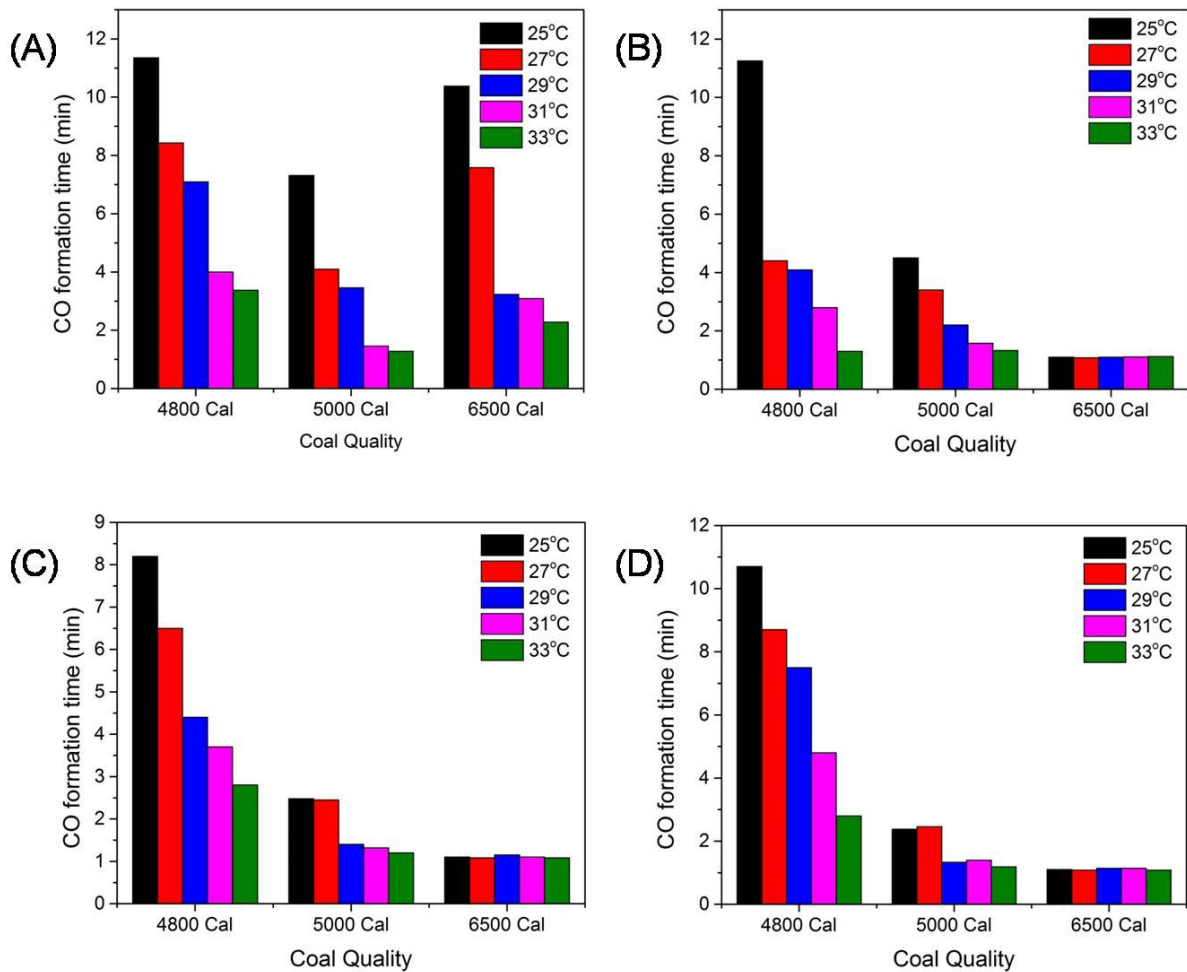 (A)
CO formation time (min)
12
10
8
6
4
2
0
25°C
27°C
29°C
31°C
33°C
4800 Cal 5000 Cal 6500 Cal
Coal Quality
(B)
CO formation time (min)
12
10
8
6
4
2
0
25°C
27°C
29°C
31°C
33°C
4800 Cal 5000 Cal 6500 Cal
Coal Quality
(C)
CO formation time (min)
9
8
7
6
5
4
3
2
1
0
25°C
27°C
29°C
31°C
33°C
4800 Cal 5000 Cal 6500 Cal
Coal Quality
(D)
CO formation time (min)
12
10
8
6
4
2
0
25°C
27°C
29°C
31°C
33°C
4800 Cal 5000 Cal 6500 Cal
Coal Quality